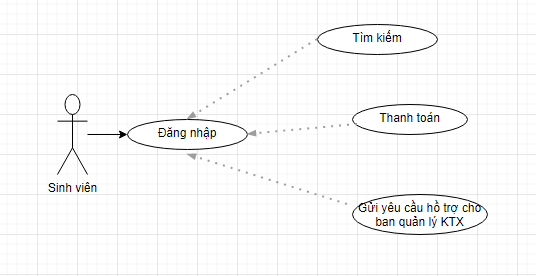 Tìm kiếm
Thanh toán
Đăng nhập
Sinh viên
Gửi yêu cầu hỗ trợ cho
ban quản lý KTX